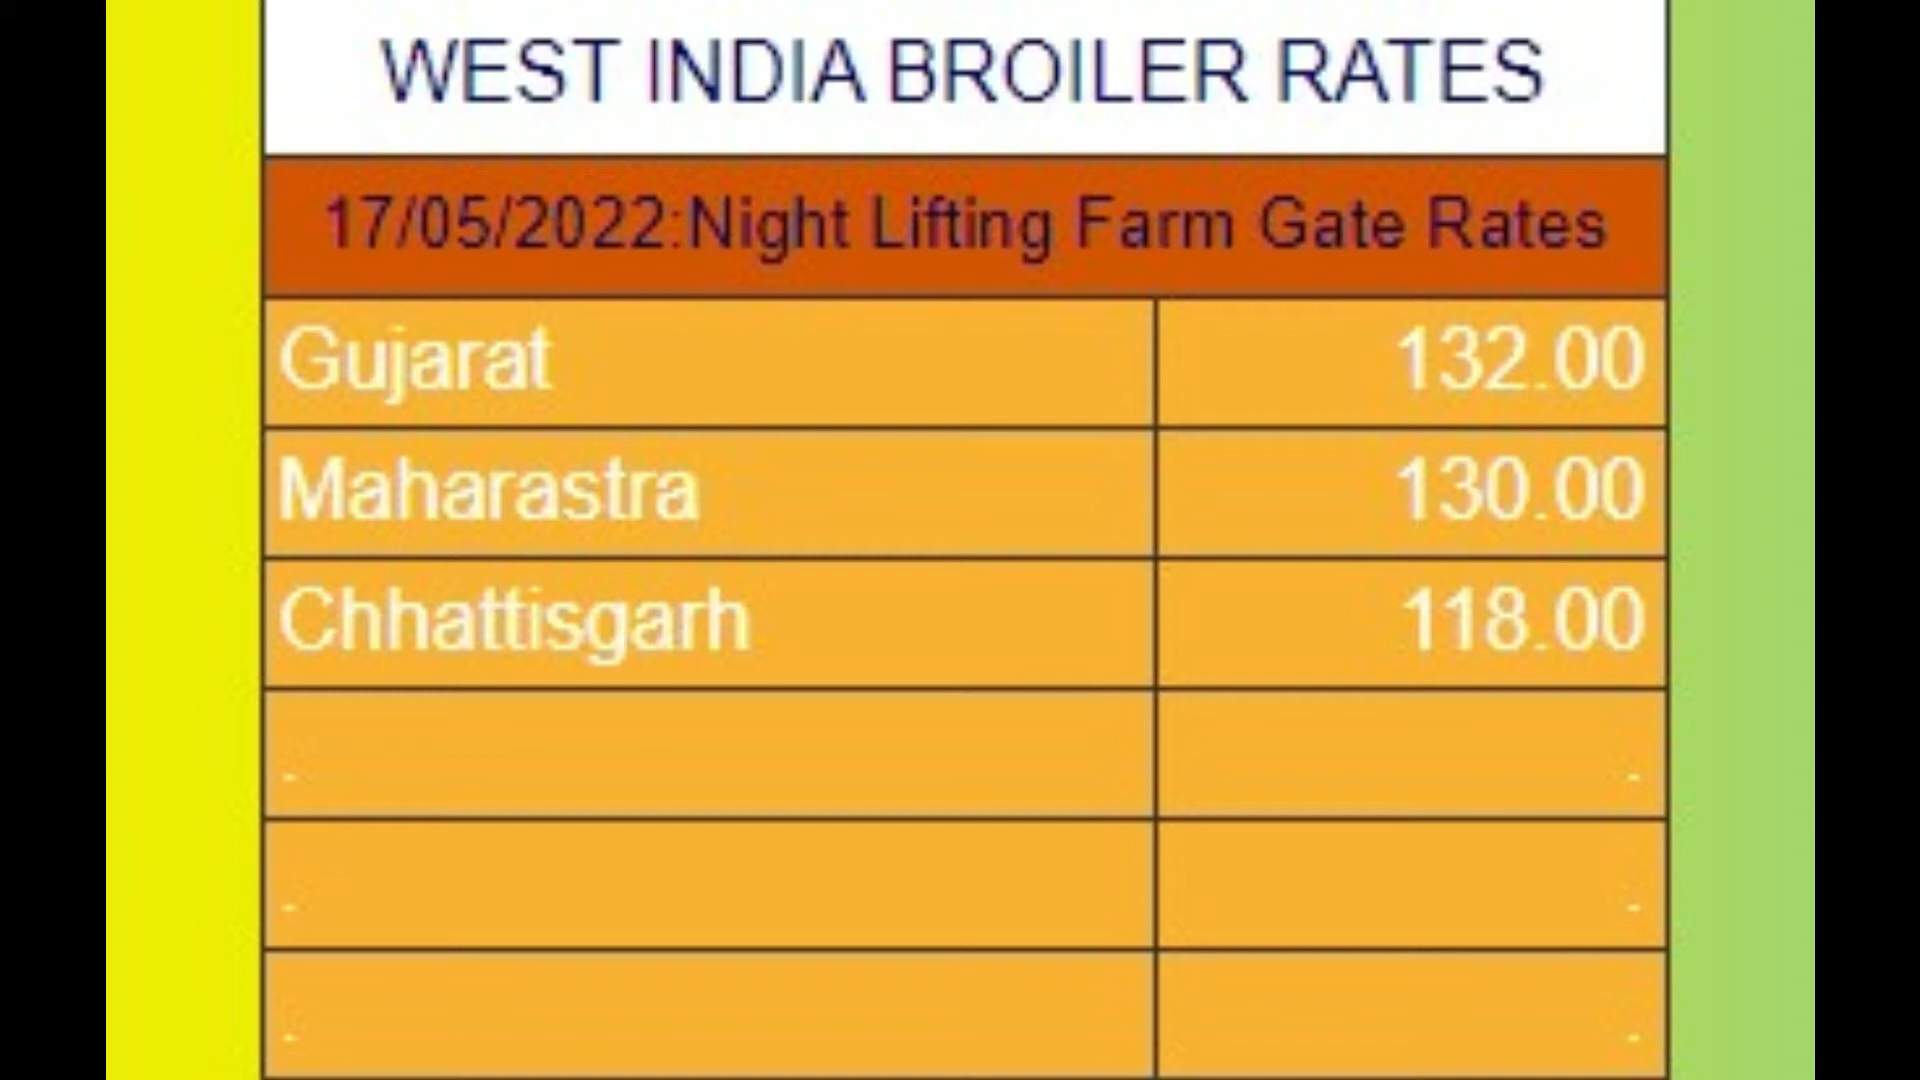 WEST INDIA BROILER RATES
17/05/2022:Night Lifting Farm Gate Rates
Gujarat 132.00
Maharastra 130.00
Chhattisgarh 118.00
. .
. .
. .